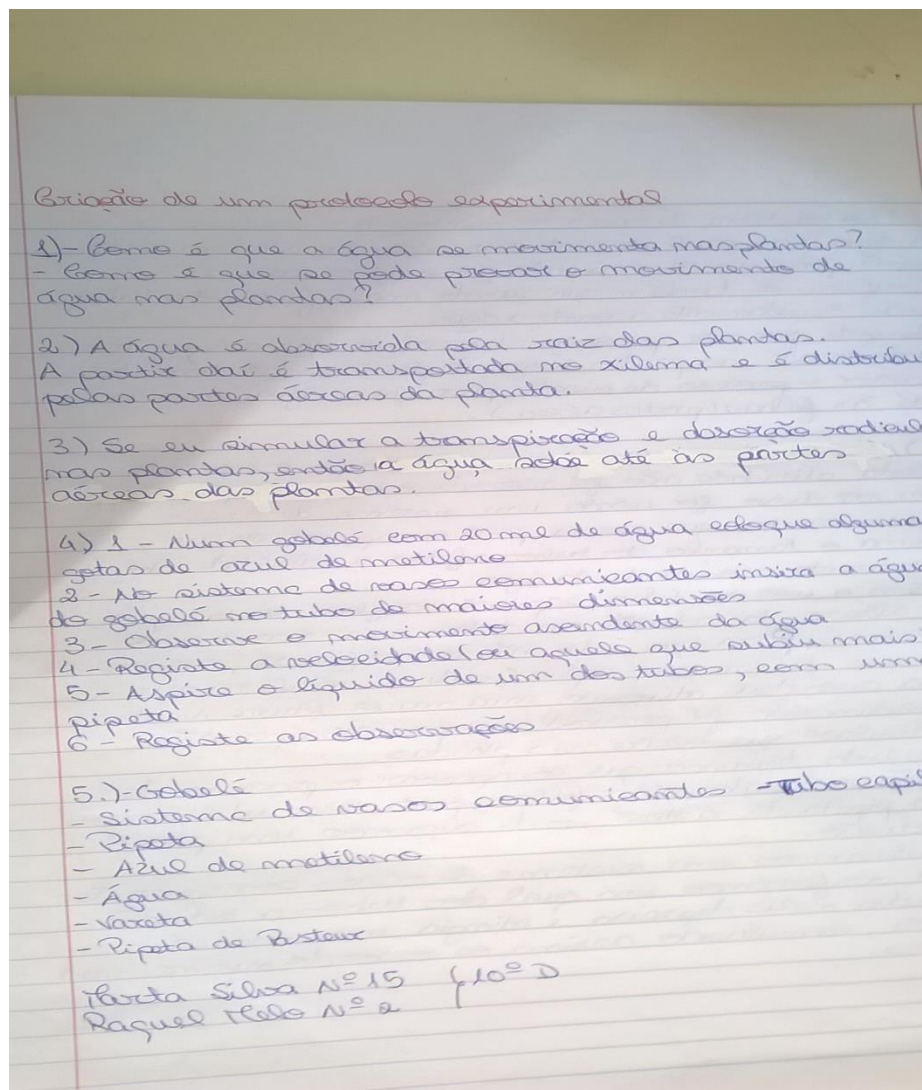 Criação de um protocolo experimental
1)- Como é que a água se movimenta nas plantas?
- Como é que se pode provar o movimento de
água nas plantas?
2) A água é absorvida pela raiz das plantas.
A partir daí é transportada no xilema e é distribu
pelas partes áereas da planta.
3) Se eu simular a transpiração e absorção radicul
nas plantas, então a água sobe até às partes
aéreas das plantas.
4) 1 - Num gobelé com 20 ml de água coloque alguma
gotas de azul de metileno
2 - No sistema de vasos comunicantes insira a água
do gobelé no tubo de maiores dimensões
3 - Observe o movimento asendente da água
4 - Registe a velocidade (ou aquele que subiu mais
5 - Aspire o líquido de um dos tubos, com um
pipeta
6 - Registe as observações
5.)- Gobelé
- Sistema de vasos comunicantes - Tubo capil
- Pipeta
- Azul de metileno
- Água
- Vareta
- Pipeta de Pasteur
Marta Silva Nº 15 { 10º D
Raquel Melo Nº 2